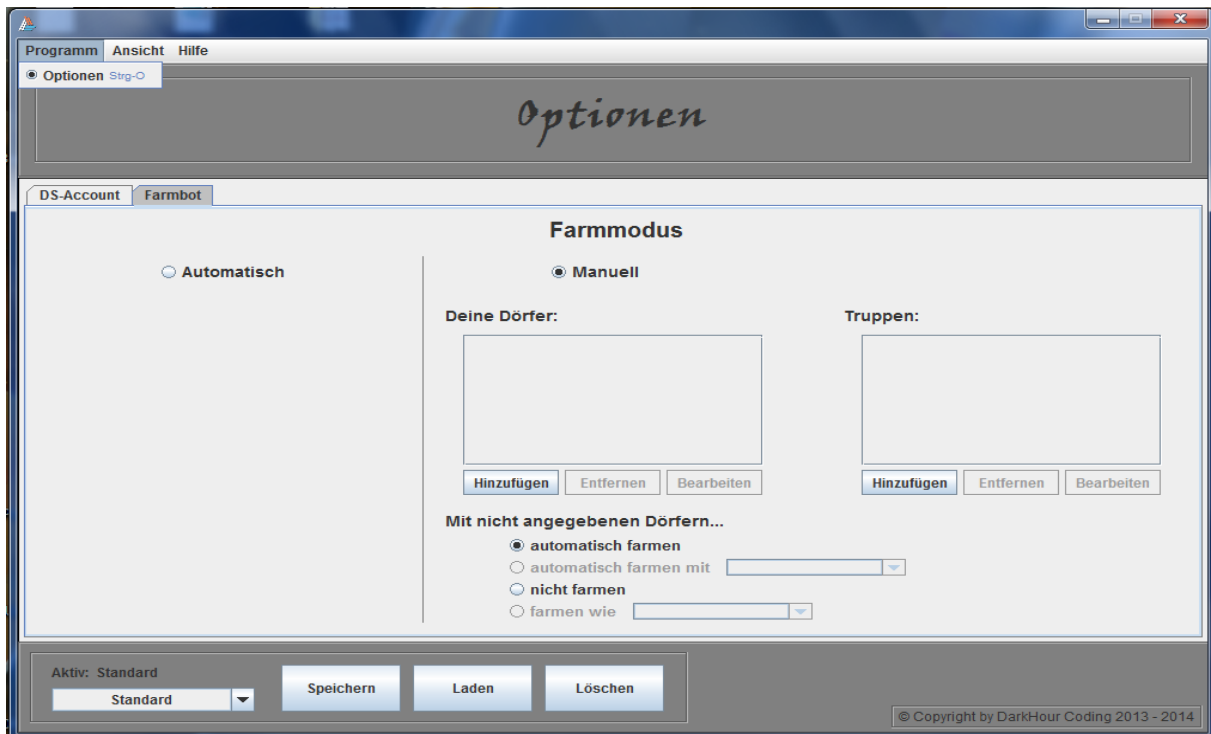 Programm Ansicht Hilfe
Optionen Strg-O
Optionen
DS-Account Farmbot
Farmmodus
Automatisch Manuell
Deine Dörfer: Truppen:
Hinzufügen Entfernen Bearbeiten Hinzufügen Entfernen Bearbeiten
Mit nicht angegebenen Dörfern...
automatisch farmen
automatisch farmen mit
nicht farmen
farmen wie
Aktiv: Standard
Standard Speichern Laden Löschen
© Copyright by DarkHour Coding 2013 - 2014